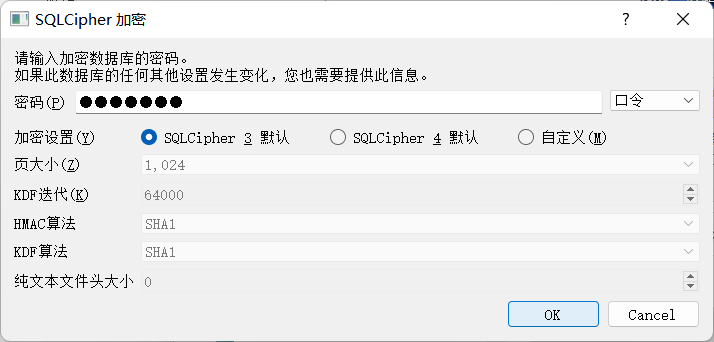 SQLCipher 加密
请输入加密数据库的密码。
如果此数据库的任何其他设置发生变化，您也需要提供此信息。
密码(P) ●●●●●●● 口令
加密设置(Y) SQLCipher 3 默认 SQLCipher 4 默认 自定义(M)
页大小(Z) 1,024
KDF迭代(K) 64000
HMAC算法 SHA1
KDF算法 SHA1
纯文本文件头大小 0
OK Cancel